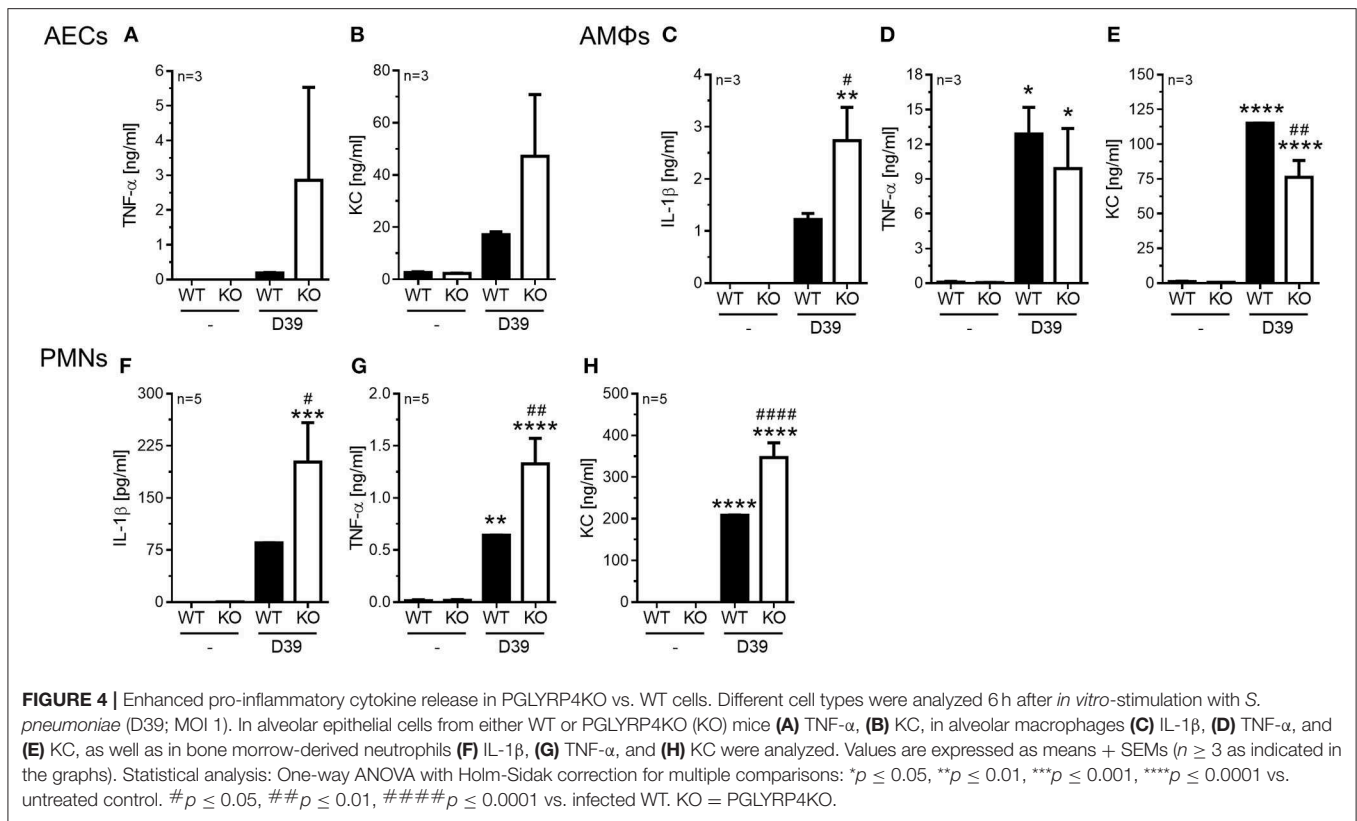 AECs A B AMΦs C D E
n=3
TNF-α [ng/ml]
6
5
4
3
2
1
0
WT KO WT KO
- D39
n=3
KC [ng/ml]
80
60
40
20
0
WT KO WT KO
- D39
n=3
IL-1β [ng/ml]
4
3
2
1
0
#
**
WT KO WT KO
- D39
n=3
TNF-α [ng/ml]
18
15
12
9
6
3
0
* *
WT KO WT KO
- D39
n=3
KC [ng/ml]
150
125
100
75
50
25
0
**** ##
****
WT KO WT KO
- D39
PMNs F G H
n=5
IL-1β [pg/ml]
300
225
150
75
0
#
***
WT KO WT KO
- D39
n=5
TNF-α [ng/ml]
2.0
1.5
1.0
0.5
0.0
**
##
****
WT KO WT KO
- D39
n=5
KC [ng/ml]
500
400
300
200
100
0
****
####
****
WT KO WT KO
- D39
FIGURE 4 | Enhanced pro-inflammatory cytokine release in PGLYRP4KO vs. WT cells. Different cell types were analyzed 6 h after in vitro-stimulation with S.
pneumoniae (D39; MOI 1). In alveolar epithelial cells from either WT or PGLYRP4KO (KO) mice (A) TNF-α, (B) KC, in alveolar macrophages (C) IL-1β, (D) TNF-α, and
(E) KC, as well as in bone morrow-derived neutrophils (F) IL-1β, (G) TNF-α, and (H) KC were analyzed. Values are expressed as means + SEMs (n ≥ 3 as indicated in
the graphs). Statistical analysis: One-way ANOVA with Holm-Sidak correction for multiple comparisons: *p ≤ 0.05, **p ≤ 0.01, ***p ≤ 0.001, ****p ≤ 0.0001 vs.
untreated control. #p ≤ 0.05, ##p ≤ 0.01, ####p ≤ 0.0001 vs. infected WT. KO = PGLYRP4KO.